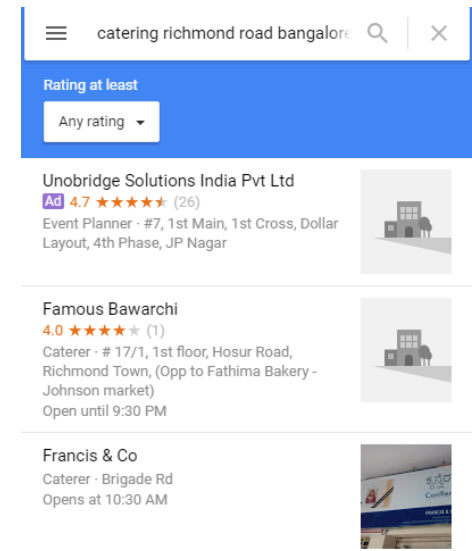 catering richmond road bangalore
Rating at least
Any rating
Unobridge Solutions India Pvt Ltd
Ad 4.7 ★★★★★ (26)
Event Planner · #7, 1st Main, 1st Cross, Dollar
Layout, 4th Phase, JP Nagar
Famous Bawarchi
4.0 ★★★★★ (1)
Caterer · # 17/1, 1st floor, Hosur Road,
Richmond Town, (Opp to Fathima Bakery -
Johnson market)
Open until 9:30 PM
Francis & Co
Caterer · Brigade Rd
Opens at 10:30 AM
FRANCIS &